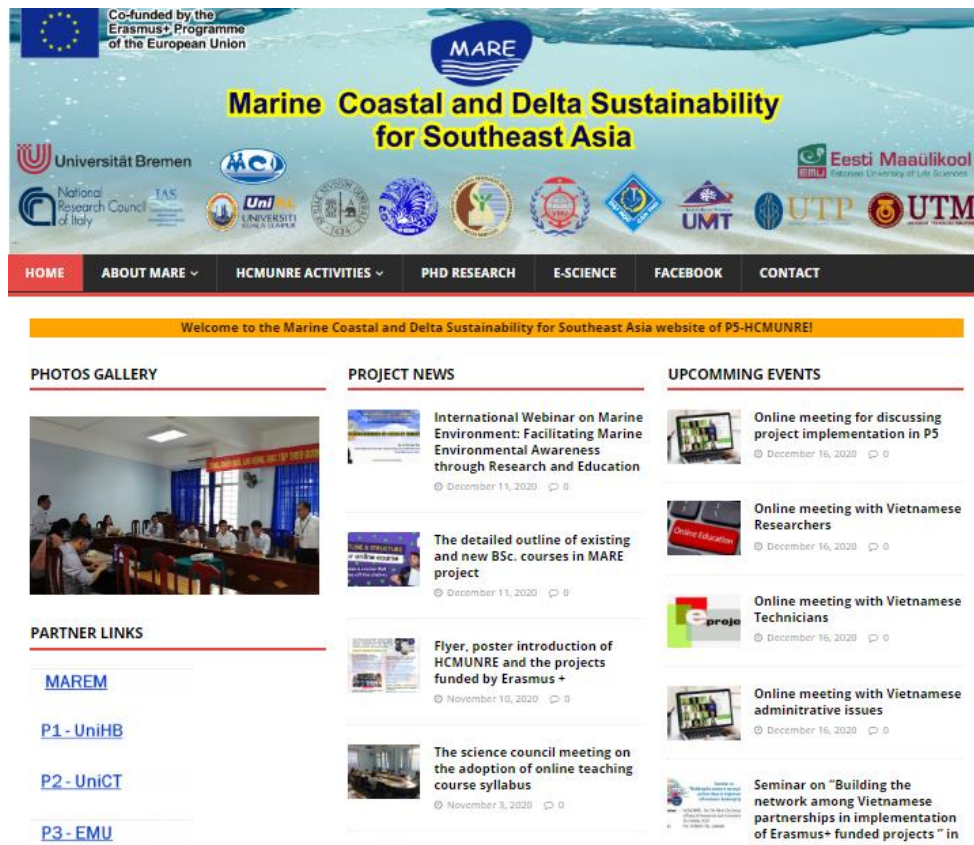 Co-funded by the
Erasmus+ Programme
of the European Union
MARE
Marine Coastal and Delta Sustainability
for Southeast Asia
Universität Bremen
MCD
Eesti Maaülikool
EMU Estonian University of Life Sciences
National
Research Council
of Italy
IAS
UniKL
UNIVERSITI
KUALA LUMPUR
VMU
UMT
UTP
UTM
HOME
ABOUT MARE
HCMUNRE ACTIVITIES
PHD RESEARCH
E-SCIENCE
FACEBOOK
CONTACT
Welcome to the Marine Coastal and Delta Sustainability for Southeast Asia website of P5-HCMUNRE!
PHOTOS GALLERY
PARTNER LINKS
MAREM
P1 - UniHB
P2 - UniCT
P3 - EMU
PROJECT NEWS
International Webinar on Marine
Environment: Facilitating Marine
Environmental Awareness
through Research and Education
December 11, 2020 0
The detailed outline of existing
and new BSc. courses in MARE
project
December 11, 2020 0
Flyer, poster introduction of
HCMUNRE and the projects
funded by Erasmus +
November 10, 2020 0
The science council meeting on
the adoption of online teaching
course syllabus
November 3, 2020 0
UPCOMMING EVENTS
Online meeting for discussing
project implementation in P5
December 16, 2020 0
Online Education
Online meeting with Vietnamese
Researchers
December 16, 2020 0
eproje
Online meeting with Vietnamese
Technicians
December 16, 2020 0
Online meeting with Vietnamese
adminitrative issues
December 16, 2020 0
Seminar on “Building the
network among Vietnamese
partnerships in implementation
of Erasmus+ funded projects ” in